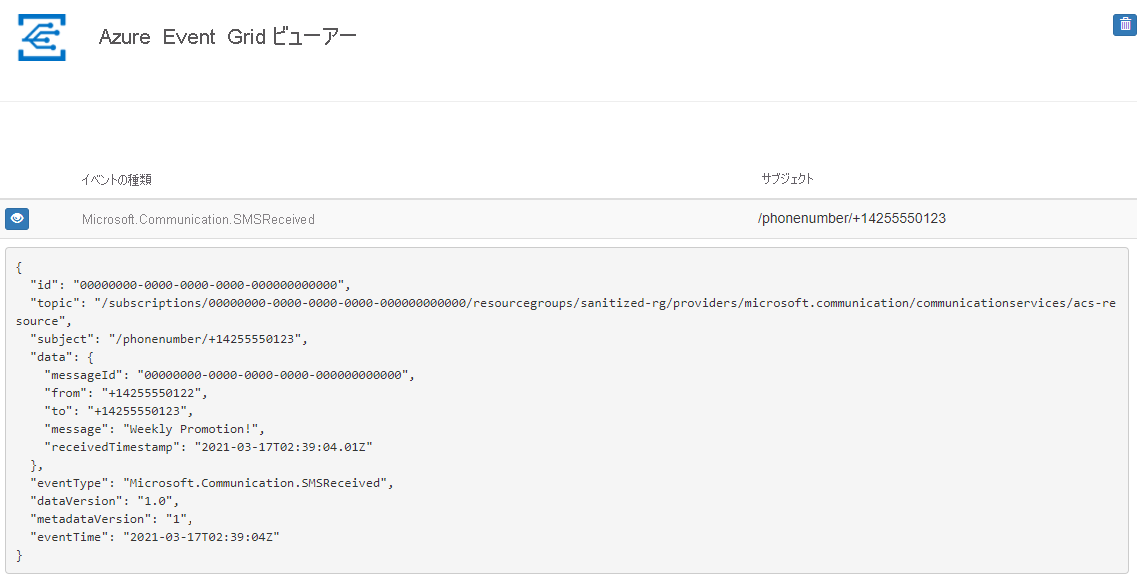 Azure Event Grid ビューアー
イベントの種類 サブジェクト
Microsoft.Communication.SMSReceived /phonenumber/+14255550123
{
  "id": "00000000-0000-0000-0000-000000000000",
  "topic": "/subscriptions/00000000-0000-0000-0000-000000000000/resourcegroups/sanitized-rg/providers/microsoft.communication/communicationservices/acs-re
source",
  "subject": "/phonenumber/+14255550123",
  "data": {
    "messageId": "00000000-0000-0000-0000-000000000000",
    "from": "+14255550122",
    "to": "+14255550123",
    "message": "Weekly Promotion!",
    "receivedTimestamp": "2021-03-17T02:39:04.01Z"
  },
  "eventType": "Microsoft.Communication.SMSReceived",
  "dataVersion": "1.0",
  "metadataVersion": "1",
  "eventTime": "2021-03-17T02:39:04Z"
}